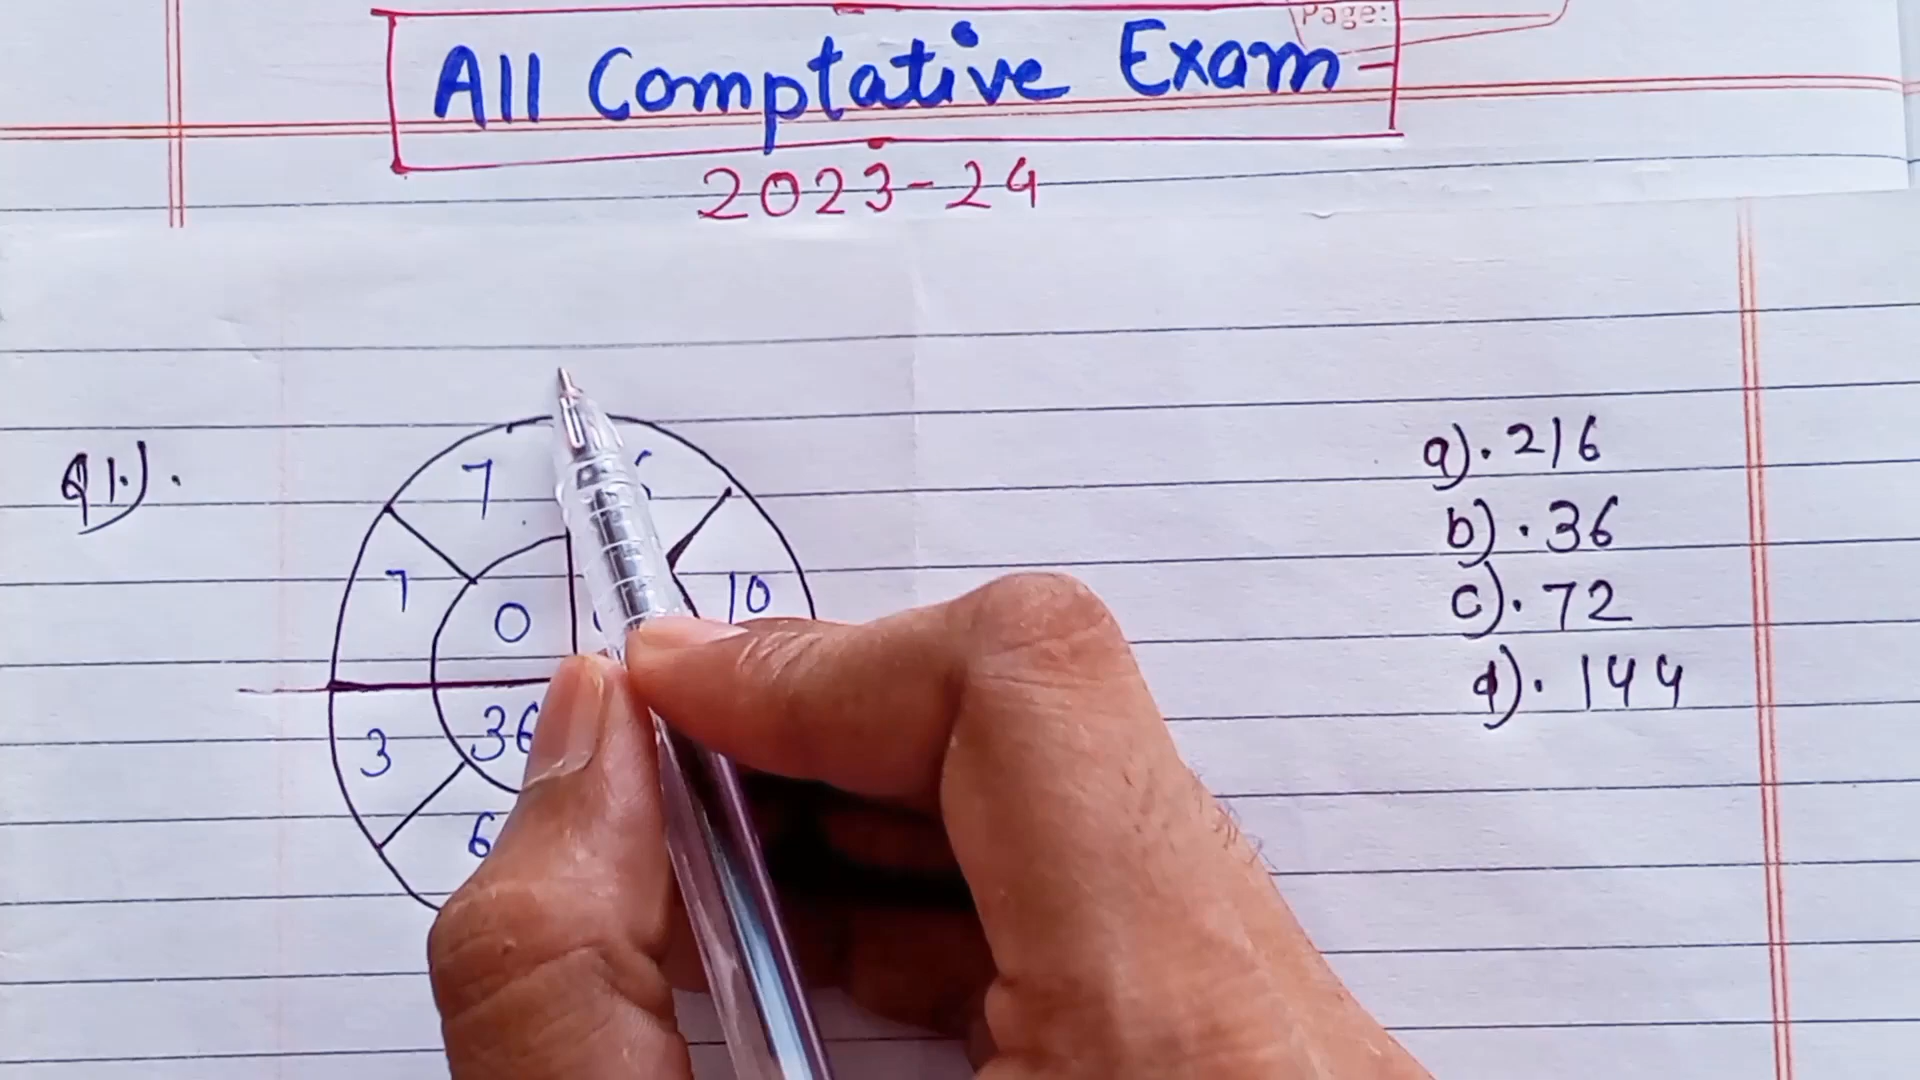 Page:
All Comptative Exam
2023-24
Q1).
7
7
10
0
3
36
6
a). 216
b). 36
c). 72
d). 144